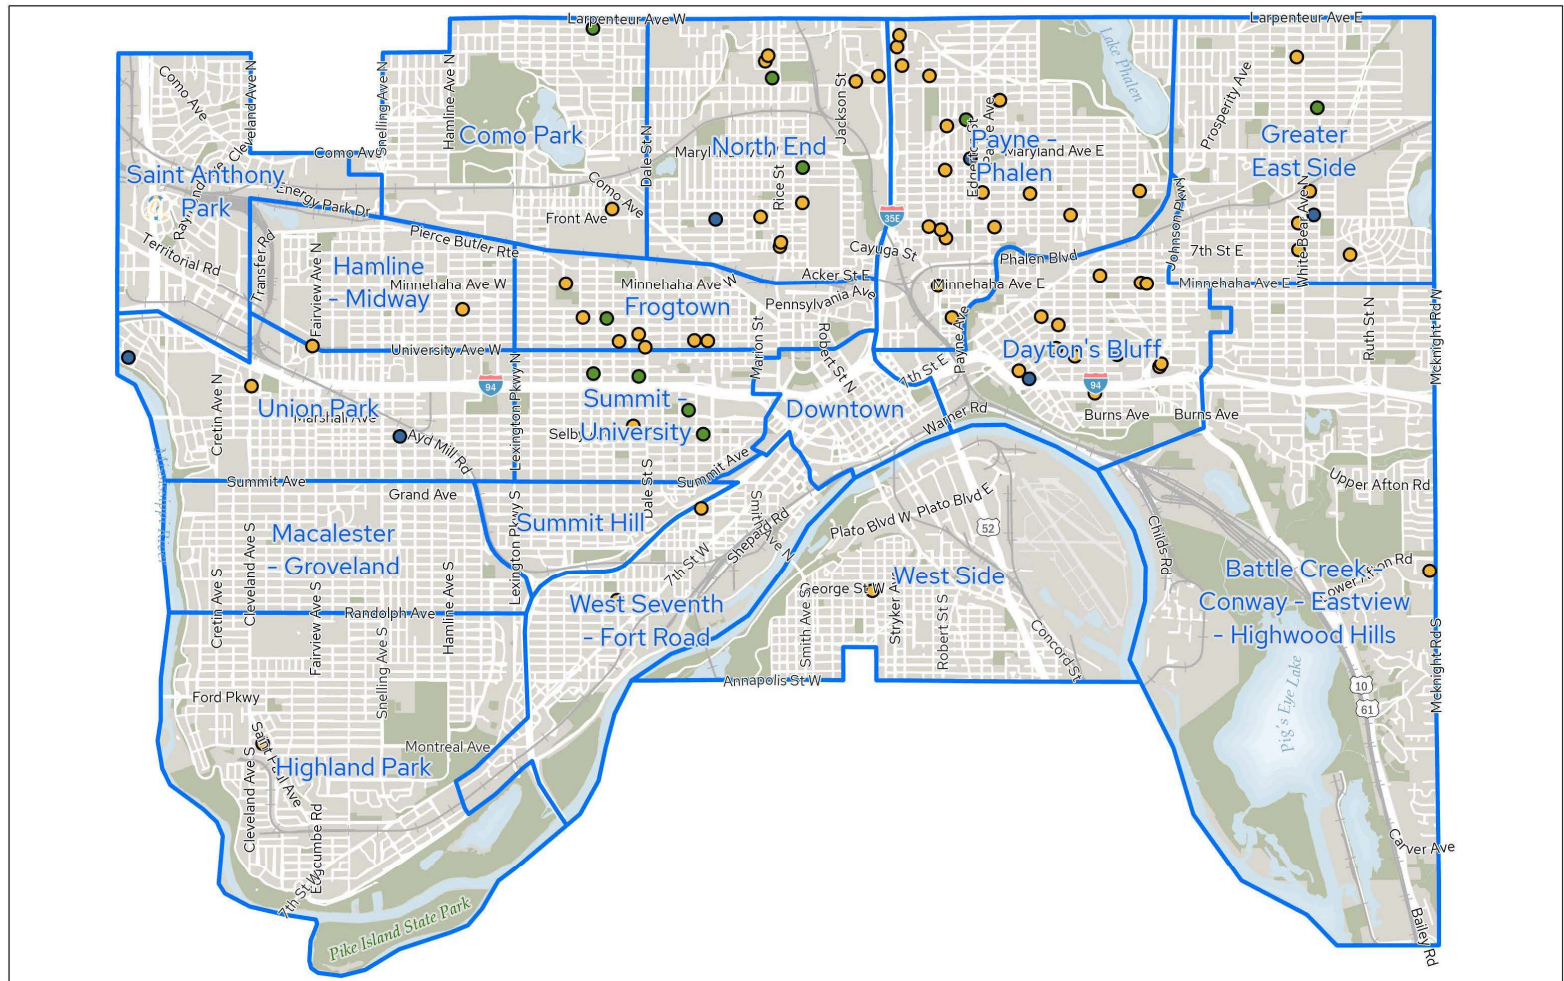 Larpenteur Ave W
Larpenteur Ave E
Como Ave
Cleveland Ave N
Snelling Ave N
Hamline Ave N
Como Park
Dale St N
North End
Jackson St
Rice St
Lake Phalen
Payne -
Phalen
Maryland Ave E
Prosperity Ave
Greater
East Side
Como Ave
Saint Anthony
Park
Energy Park Dr
Territorial Rd
Transfer Rd
Como Ave
Front Ave
Pierce Butler Rte
35E
Cayuga St
Phalen Blvd
Johnson Pkwy
7th St E
White Bear Ave N
Hamline
- Midway
Fairview Ave N
Minnehaha Ave W
Minnehaha Ave W
Frogtown
Acker St E
Pennsylvania Ave
Minnehaha Ave E
Minnehaha Ave E
Ruth St N
Mcknight Rd N
University Ave W
Marion St
Robert St N
Payne Ave
7th St E
Dayton's Bluff
94
94
Cretin Ave N
Union Park
Marshall Ave
Ayd Mill Rd
Lexington Pkwy N
Summit -
University
Downtown
Warner Rd
Burns Ave
Burns Ave
Summit Ave
Grand Ave
Summit Ave
Dale St S
Upper Afton Rd
Macalester
- Groveland
Summit Hill
Lexington Pkwy S
Smith Ave N
Shepard Rd
7th St W
Plato Blvd W
Plato Blvd E
52
Childs Rd
Cretin Ave S
Cleveland Ave S
Fairview Ave S
Hamline Ave S
Randolph Ave
West Seventh
- Fort Road
George St W
West Side
Smith Ave S
Stryker Ave
Robert St S
Concord St
Battle Creek -
Conway - Eastview
- Highwood Hills
Lower Afton Rd
Mcknight Rd S
Snelling Ave S
Annapolis St W
Ford Pkwy
Saint Paul Ave
Montreal Ave
Highland Park
Cleveland Ave S
Edgcumbe Rd
7th St W
Pike Island State Park
10
61
Pig's Eye Lake
Carver Ave
Bailey Rd